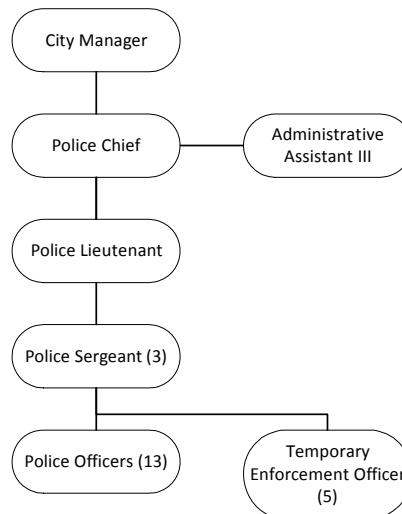 City Manager
Police Chief
Administrative
Assistant III
Police Lieutenant
Police Sergeant (3)
Police Officers (13)
Temporary
Enforcement Officer
(5)